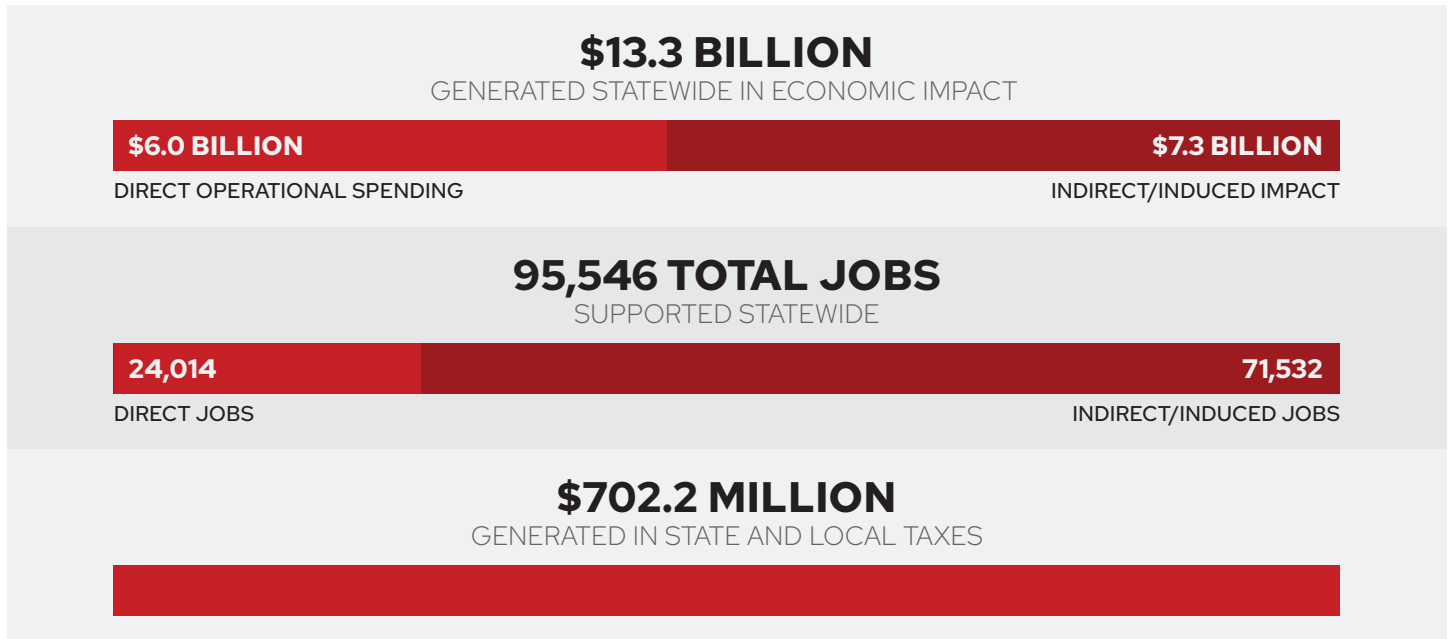 $13.3 BILLION
GENERATED STATEWIDE IN ECONOMIC IMPACT
$6.0 BILLION $7.3 BILLION
DIRECT OPERATIONAL SPENDING INDIRECT/INDUCED IMPACT
95,546 TOTAL JOBS
SUPPORTED STATEWIDE
24,014 71,532
DIRECT JOBS INDIRECT/INDUCED JOBS
$702.2 MILLION
GENERATED IN STATE AND LOCAL TAXES